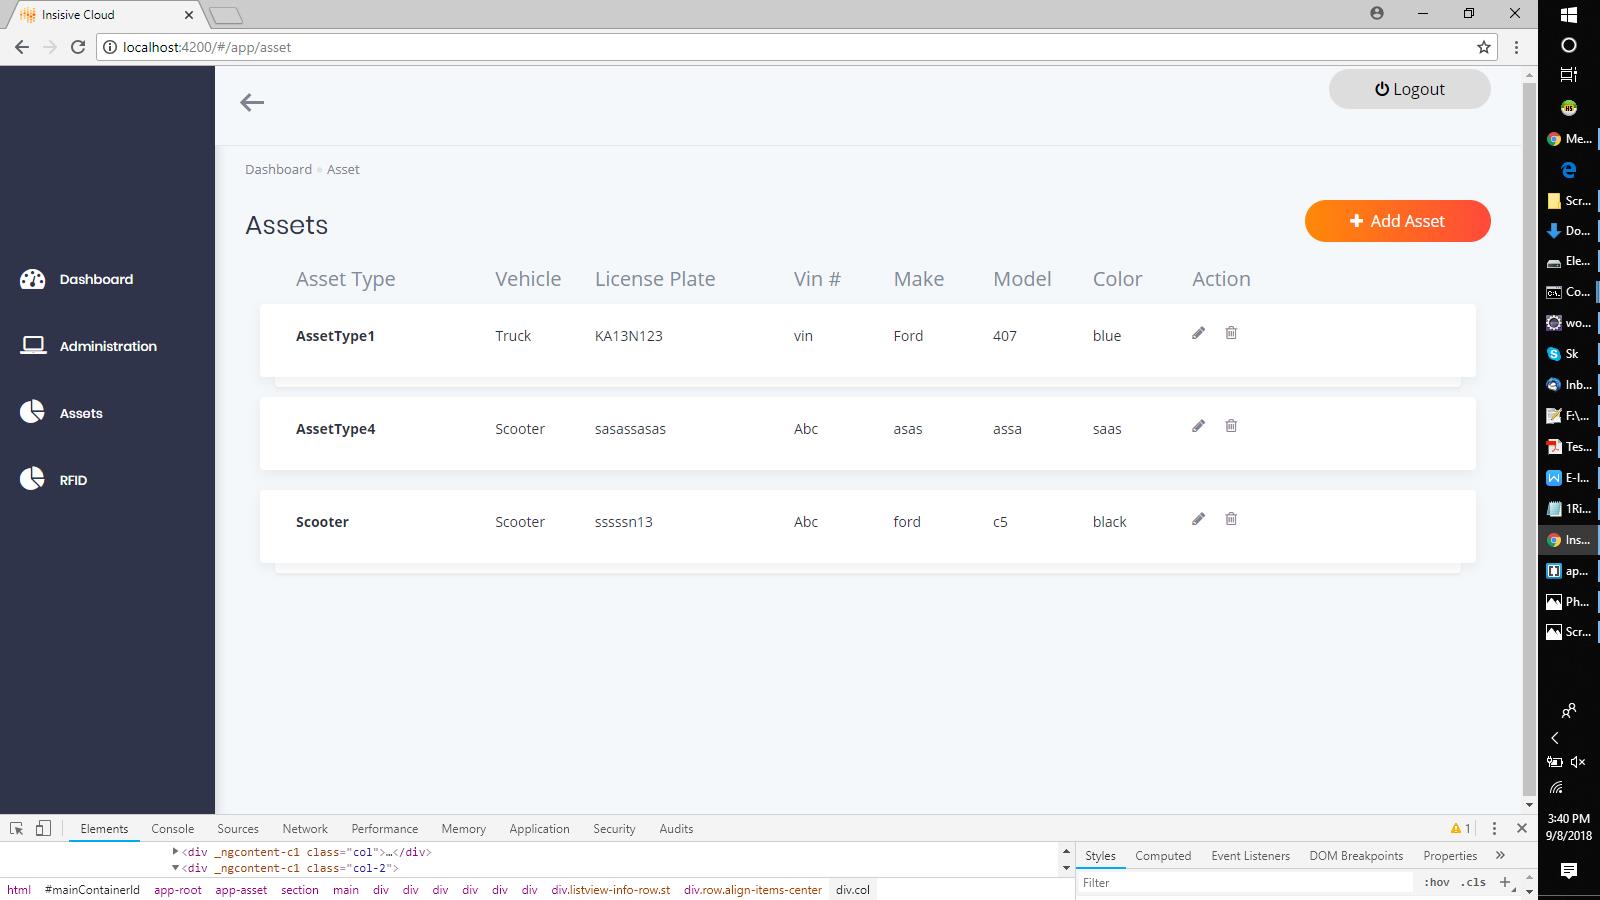 Insisive Cloud
localhost:4200/#/app/asset
Logout
Dashboard Asset
Assets
Add Asset
Dashboard
Administration
Assets
RFID
Asset Type Vehicle License Plate Vin # Make Model Color Action
AssetType1 Truck KA13N123 vin Ford 407 blue
AssetType4 Scooter sasassasas Abc asas assa saas
Scooter Scooter sssssn13 Abc ford c5 black
Elements Console Sources Network Performance Memory Application Security Audits 1
<div _ngcontent-c1 class="col">…</div>
<div _ngcontent-c1 class="col-2">
html #mainContainerId app-root app-asset section main div div div div div div div.listview-info-row.st div.row.align-items-center div.col
Styles Computed Event Listeners DOM Breakpoints Properties
Filter :hov .cls
Me...
Scr...
Do...
Ele...
Co...
wo...
Sk
Inb...
F:\...
Tes...
E-I...
1Ri...
Ins...
ap...
Ph...
Scr...
3:40 PM
9/8/2018